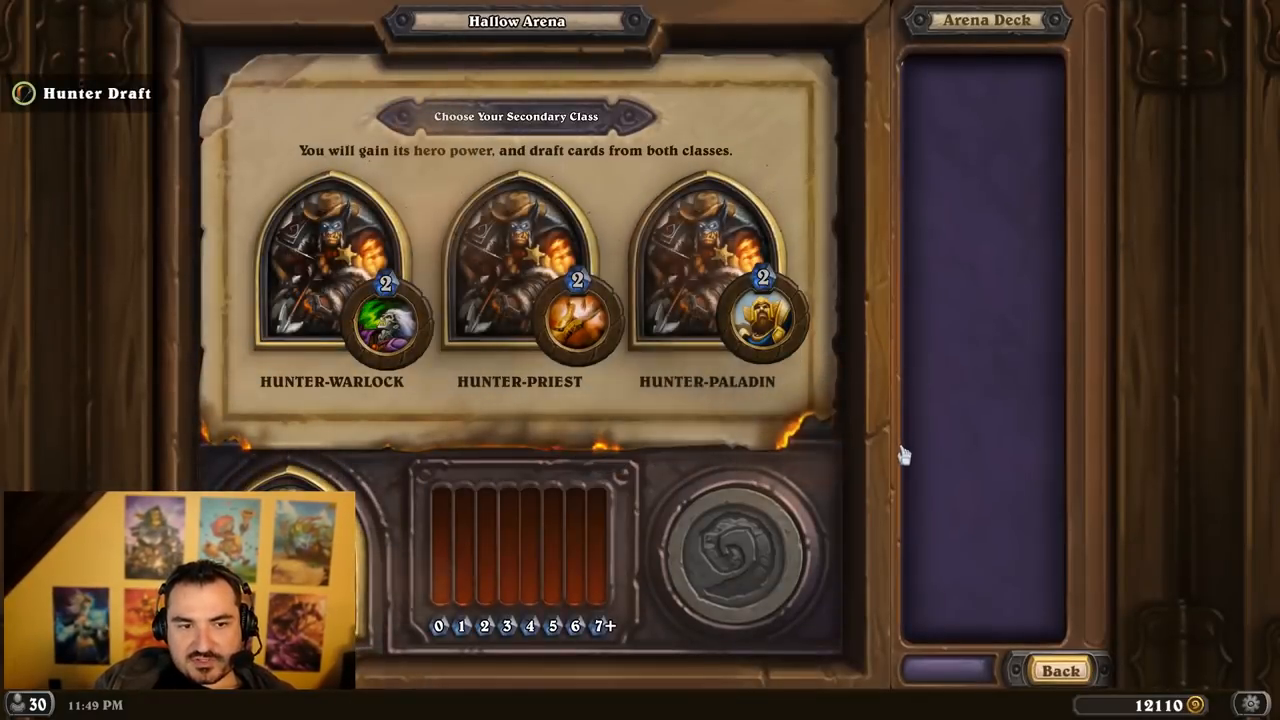 Hallow Arena
Arena Deck
Hunter Draft
Choose Your Secondary Class
You will gain its hero power, and draft cards from both classes.
2
2
2
HUNTER-WARLOCK
HUNTER-PRIEST
HUNTER-PALADIN
0 1 2 3 4 5 6 7+
Back
30
11:49 PM
12110